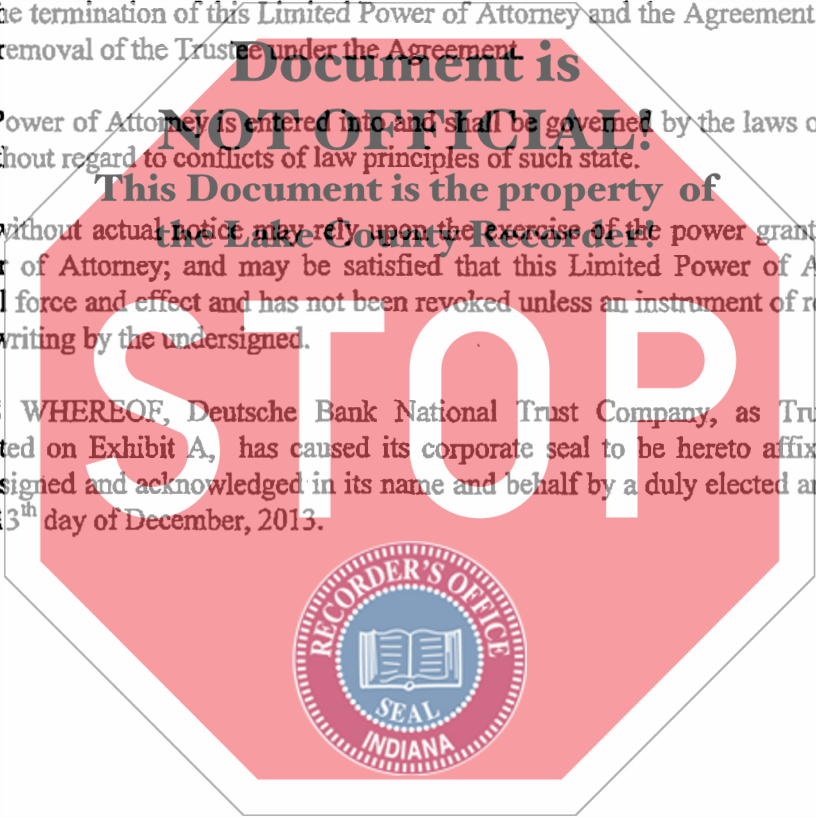 he termination of this Limited Power of Attorney and the Agreement
removal of the Trustee under the Agreement.
Document is
NOT OFFICIAL!
Power of Attorney is entered into and shall be governed by the laws o
hout regard to conflicts of law principles of such state.
This Document is the property of
the Lake County Recorder!
without actual notice may rely upon the exercise of the power grant
r of Attorney; and may be satisfied that this Limited Power of A
l force and effect and has not been revoked unless an instrument of re
writing by the undersigned.
STOP
WHEREOF, Deutsche Bank National Trust Company, as Tru
ted on Exhibit A, has caused its corporate seal to be hereto affix
signed and acknowledged in its name and behalf by a duly elected an
13th day of December, 2013.
RECORDER'S OFFICE
SEAL
INDIANA